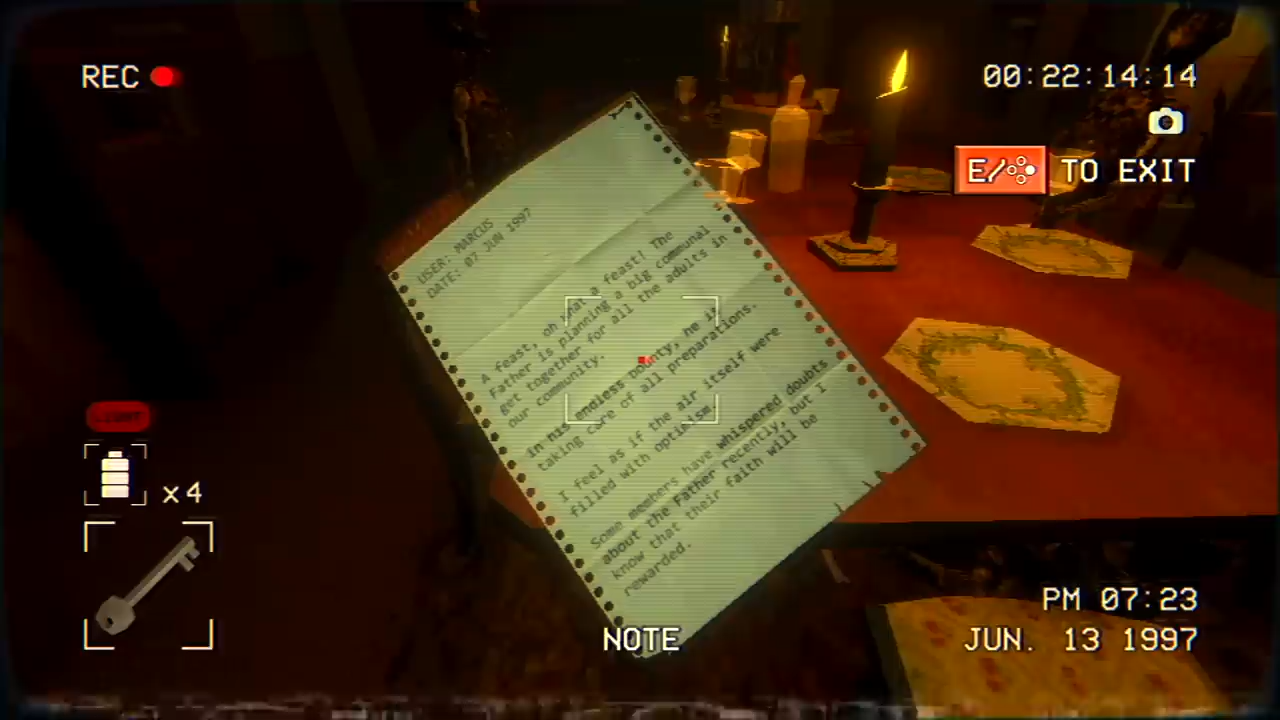 REC
00:22:14:14
E/ TO EXIT
USER: MARCUS
DATE: 07 JUN 1997
A feast, oh what a feast! The
Father is planning a big communal
get together for all the adults in
our community.
in his endless bounty, he is
taking care of all preparations.
I feel as if the air itself were
filled with optimism.
Some members have whispered doubts
about the Father recently, but I
know that their faith will be
rewarded.
LIGHT
x4
NOTE
PM 07:23
JUN. 13 1997